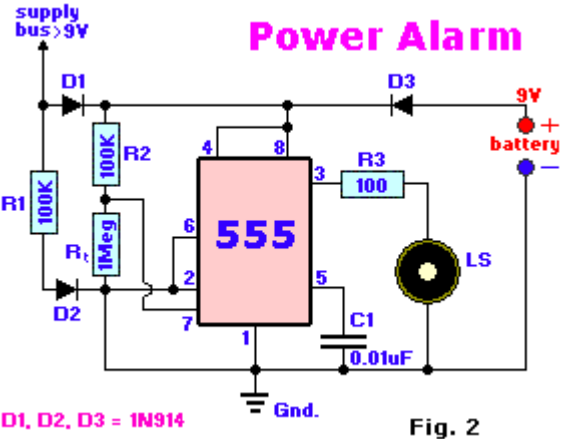 supply
bus>9V
Power Alarm
D1
D3
9V
+
battery
−
4
8
100K
R2
R3
3
100
R1
100K
555
6
Rt
1Meg
2
5
LS
D2
7
C1
1
0.01uF
Gnd.
D1, D2, D3 = 1N914
Fig. 2